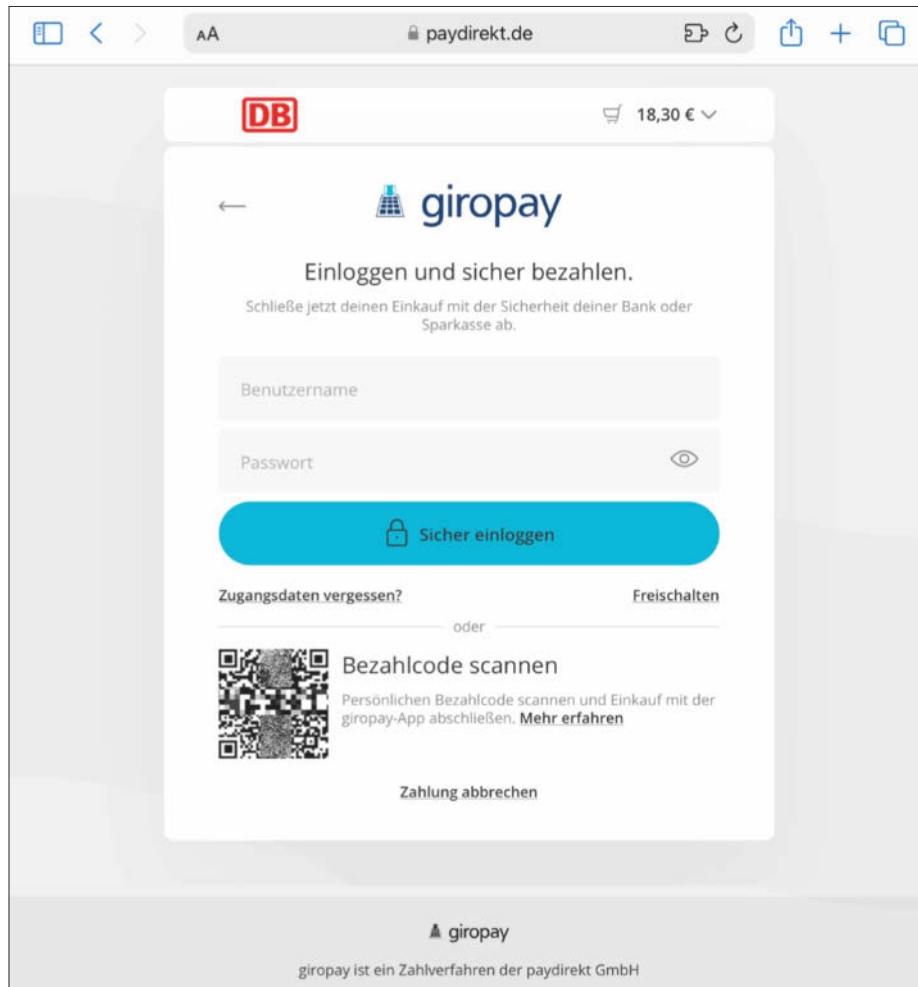 AA
paydirekt.de
DB
18,30 €
giropay
Einloggen und sicher bezahlen.
Schließe jetzt deinen Einkauf mit der Sicherheit deiner Bank oder
Sparkasse ab.
Benutzername
Passwort
Sicher einloggen
Zugangsdaten vergessen?
Freischalten
oder
Bezahlcode scannen
Persönlichen Bezahlcode scannen und Einkauf mit der
giropay-App abschließen. Mehr erfahren
Zahlung abbrechen
giropay
giropay ist ein Zahlverfahren der paydirekt GmbH